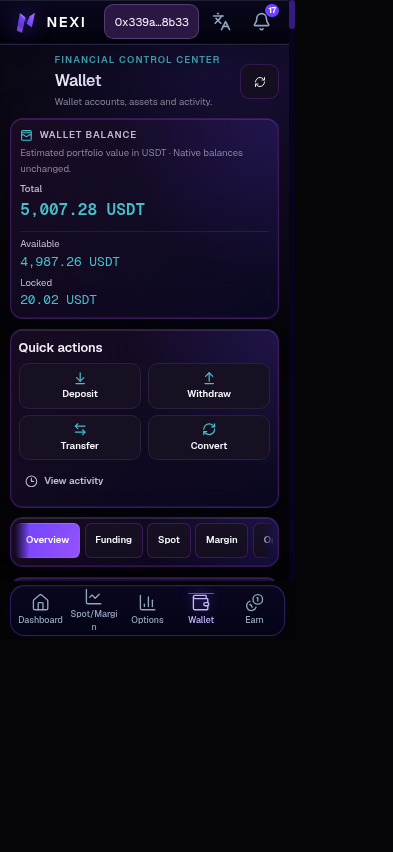 NEXI
0x339a…8b33
17
FINANCIAL CONTROL CENTER
Wallet
Wallet accounts, assets and activity.
WALLET BALANCE
Estimated portfolio value in USDT · Native balances
unchanged.
Total
5,007.28 USDT
Available
4,987.26 USDT
Locked
20.02 USDT
Quick actions
Deposit
Withdraw
Transfer
Convert
View activity
Overview
Funding
Spot
Margin
Dashboard
Spot/Margi
n
Options
Wallet
Earn